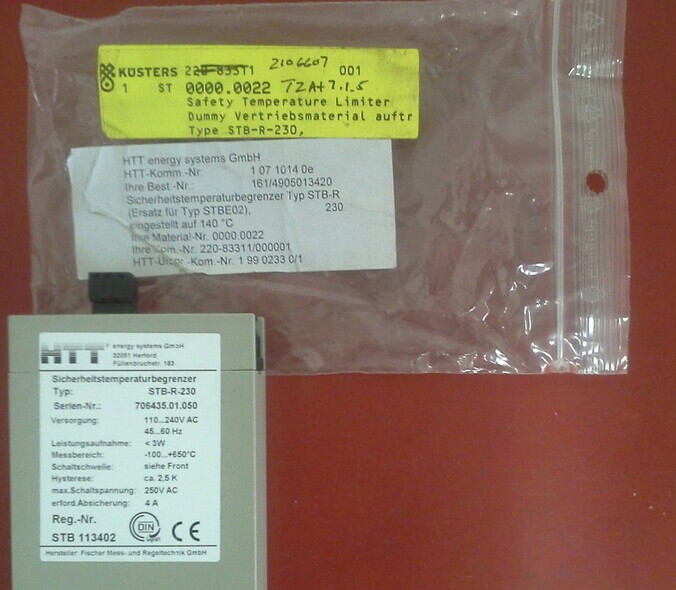 KÜSTERS 220-83311 2106607 001
1 ST 0000.0022 TZA+7.1.5
Safety Temperature Limiter
Dummy Vertriebsmaterial auftr
Type STB-R-230,
HTT energy systems GmbH
HTT-Komm.-Nr: 1 07 1014 0e
Ihre Best.-Nr.: 161/4905013420
Sicherheitstemperaturbegrenzer Typ STB-R
(Ersatz für Typ STBE02), 230
eingestellt auf 140 °C
Ihre Material-Nr. 0000.0022
Ihre Kom.-Nr. 220-83311/000001
HTT-Kom.-Nr. 1 99 0233 0/1
HTT® energy systems GmbH
32051 Herford
Füllenbruchstr. 183
Sicherheitstemperaturbegrenzer
Typ: STB-R-230
Serien-Nr.: 706435.01.050
Versorgung: 110...240V AC
45...60 Hz
Leistungsaufnahme: < 3W
Messbereich: -100...+650°C
Schaltschwelle: siehe Front
Hysterese: ca. 2,5 K
max.Schaltspannung: 250V AC
erford.Absicherung: 4 A
Reg.-Nr. DIN CE
STB 113402
Hersteller: Fischer Mess- und Regeltechnik GmbH